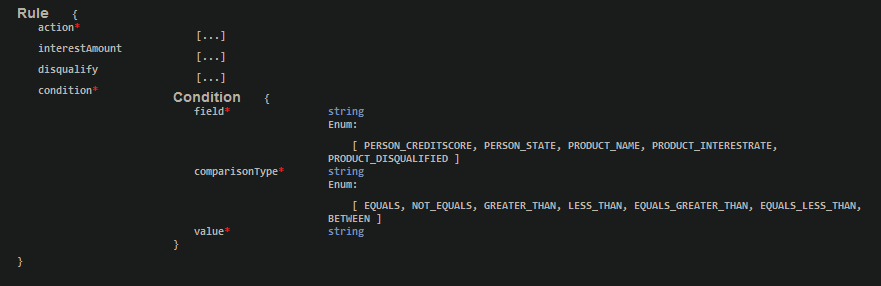 Rule {
action*
[...]
interestAmount
[...]
disqualify
[...]
condition*
Condition {
field* string
Enum:
[ PERSON_CREDITSCORE, PERSON_STATE, PRODUCT_NAME, PRODUCT_INTERESTRATE,
PRODUCT_DISQUALIFIED ]
comparisonType* string
Enum:
[ EQUALS, NOT_EQUALS, GREATER_THAN, LESS_THAN, EQUALS_GREATER_THAN, EQUALS_LESS_THAN,
BETWEEN ]
value* string
}
}